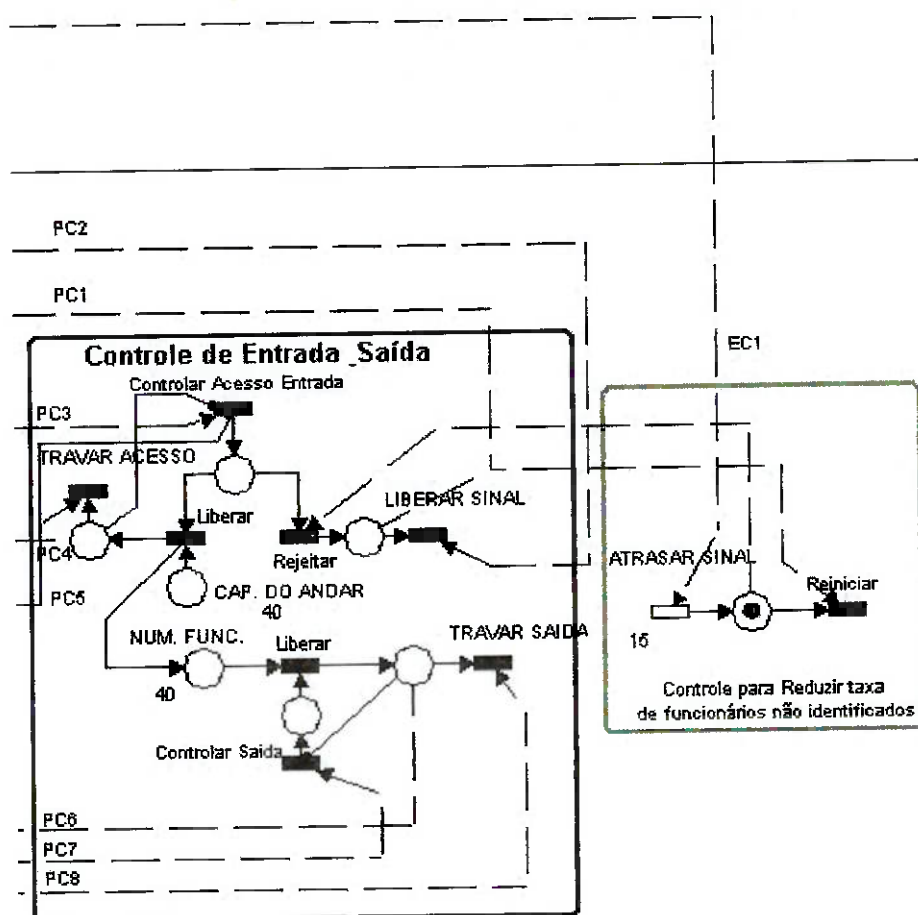 PC2
PC1
EC1
Controle de Entrada_Saída
Controlar Acesso Entrada
PC3
TRAVAR ACESSO
LIBERAR SINAL
Liberar
Rejeitar
PC4
ATRASAR SINAL
Reiniciar
PC5
CAP. DO ANDAR
40
NUM. FUNC.
Liberar
TRAVAR SAIDA
15
40
Controle para Reduzir taxa
de funcionários não identificados
Controlar Saida
PC6
PC7
PC8